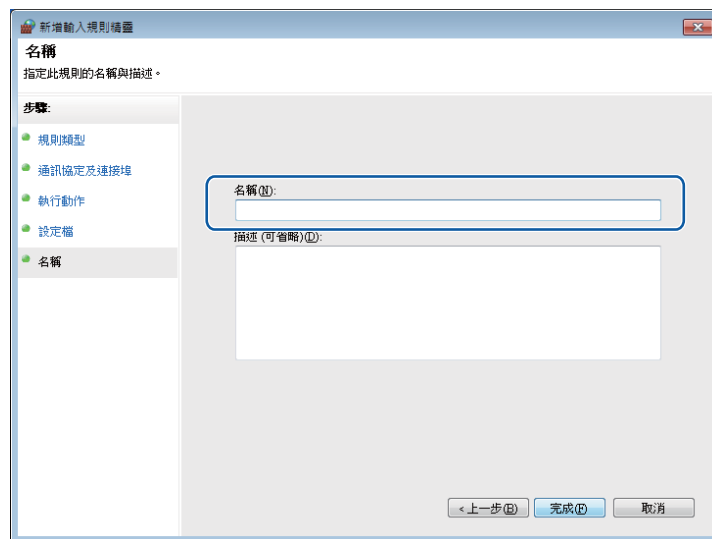 新增輸入規則精靈
名稱
指定此規則的名稱與描述。
步驟:
規則類型
通訊協定及連接埠
執行動作
設定檔
名稱
名稱(N):
描述 (可省略)(D):
<上一步(B)
完成(F)
取消